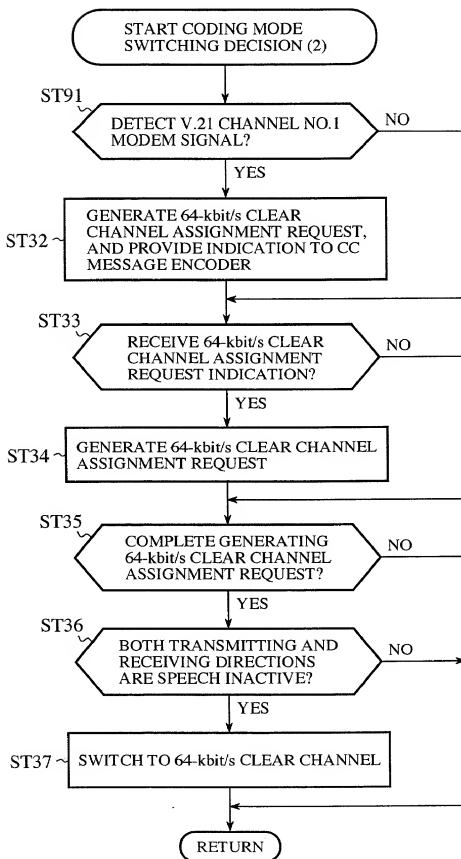 START CODING MODE
SWITCHING DECISION (2)
ST91
DETECT V.21 CHANNEL NO.1
MODEM SIGNAL?
NO
YES
ST32
GENERATE 64-kbit/s CLEAR
CHANNEL ASSIGNMENT REQUEST,
AND PROVIDE INDICATION TO CC
MESSAGE ENCODER
ST33
RECEIVE 64-kbit/s CLEAR
CHANNEL ASSIGNMENT
REQUEST INDICATION?
NO
YES
ST34
GENERATE 64-kbit/s CLEAR CHANNEL
ASSIGNMENT REQUEST
ST35
COMPLETE GENERATING
64-kbit/s CLEAR CHANNEL
ASSIGNMENT REQUEST?
NO
YES
ST36
BOTH TRANSMITTING AND
RECEIVING DIRECTIONS
ARE SPEECH INACTIVE?
NO
YES
ST37
SWITCH TO 64-kbit/s CLEAR CHANNEL
RETURN